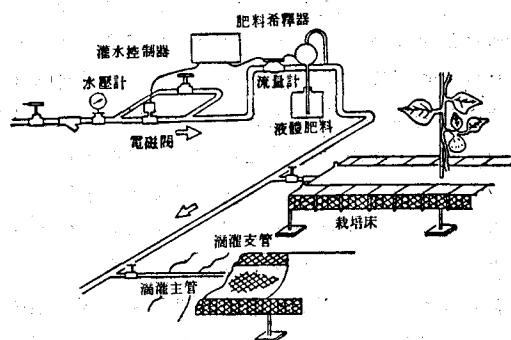 肥料希釋器
灌水控制器
水壓計
流量計
液體肥料
電磁閥
栽培床
滴灌支管
滴灌主管